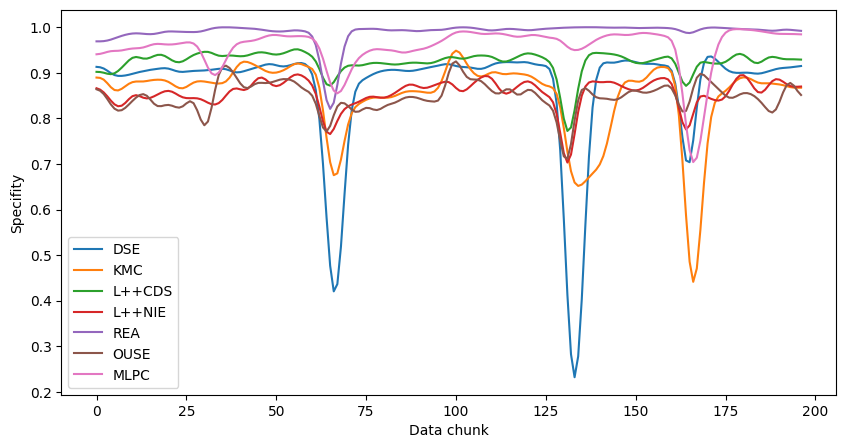 1.0
0.9
0.8
0.7
0.6
0.5
0.4
0.3
0.2
Specifity
DSE
KMC
L++CDS
L++NIE
REA
OUSE
MLPC
0 25 50 75 100 125 150 175 200
Data chunk